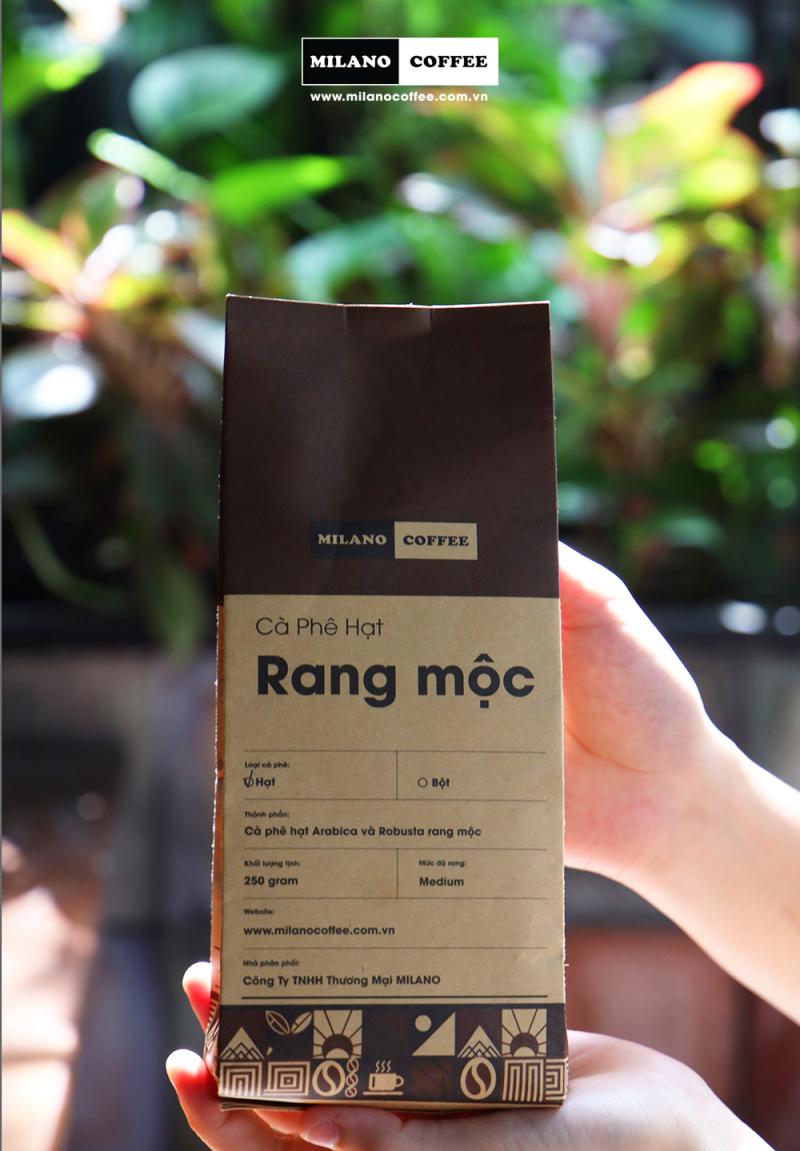 MILANO COFFEE
www.milanocoffee.com.vn
MILANO COFFEE
Cà Phê Hạt
Rang mộc
Loại cà phê:
Hạt
Bột
Thành phần:
Cà phê hạt Arabica và Robusta rang mộc
Khối lượng tịnh:
Mức độ rang:
250 gram
Medium
Website:
www.milanocoffee.com.vn
Nhà phân phối:
Công Ty TNHH Thương Mại MILANO